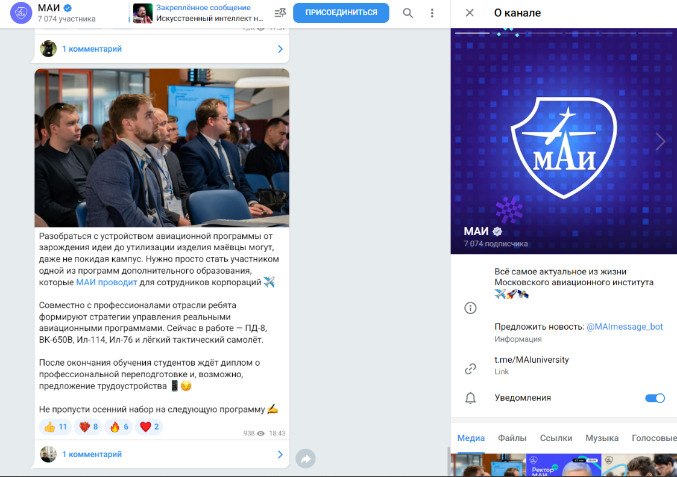 МАИ
7 074 участника
Закреплённое сообщение
Искусственный интеллект н...
ПРИСОЕДИНИТЬСЯ
1 комментарий
Разобраться с устройством авиационной программы от
зарождения идеи до утилизации изделия маёвцы могут,
даже не покидая кампус. Нужно просто стать участником
одной из программ дополнительного образования,
которые МАИ проводит для сотрудников корпораций ✈️
Совместно с профессионалами отрасли ребята
формируют стратегии управления реальными
авиационными программами. Сейчас в работе — ПД-8,
ВК-650В, Ил-114, Ил-76 и лёгкий тактический самолёт.
После окончания обучения студентов ждёт диплом о
профессиональной переподготовке и, возможно,
предложение трудоустройства 📱😏
Не пропусти осенний набор на следующую программу ✍️
👍 11 ❤️‍🔥 8 🔥 6 ❤️ 2
938 18:43
1 комментарий
О канале
МАИ
МАИ
7 074 подписчика
Всё самое актуальное из жизни
Московского авиационного института
✈️🚀🛰
Предложить новость: @MAImessage_bot
Информация
t.me/MAIuniversity
Link
Уведомления
Медиа Файлы Ссылки Музыка Голосовые
Ректор
МАИ